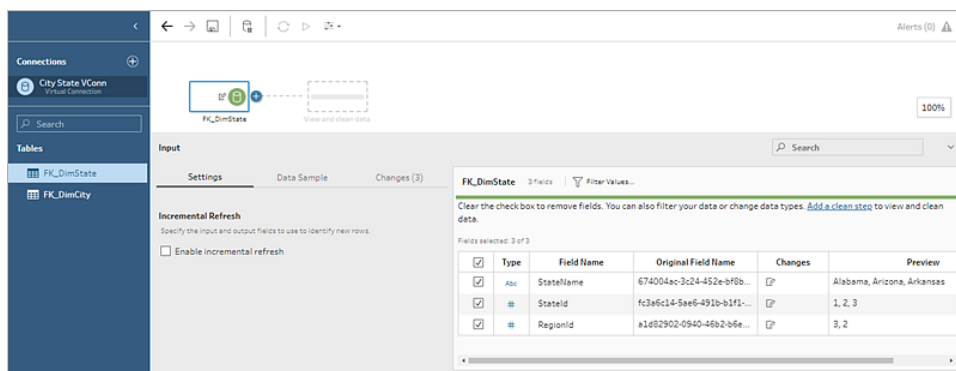 Alerts (0)
Connections
City State VConn
Virtual Connection
Search
Tables
FK_DimState
FK_DimCity
FK_DimState
View and clean data
100%
Input
Search
Settings
Data Sample
Changes (3)
Incremental Refresh
Specify the input and output fields to use to identify new rows.
Enable incremental refresh
FK_DimState 3 fields Filter Values...
Clear the check box to remove fields. You can also filter your data or change data types. Add a clean step to view and clean
data.
Fields selected: 3 of 3
Type Field Name Original Field Name Changes Preview
Abc StateName 674004ac-3c24-452e-bf8b... Alabama, Arizona, Arkansas
# StateId fc3a6c14-5ae6-491b-b1f1-... 1, 2, 3
# RegionId a1d82902-0940-46b2-b6e... 3, 2